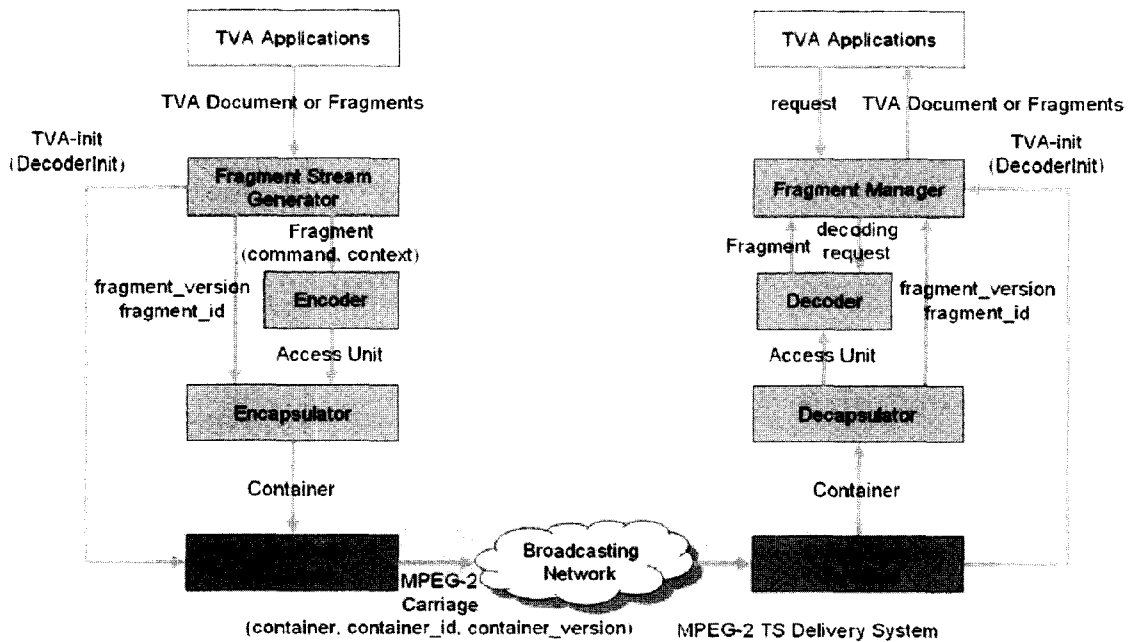 TVA Applications
TVA Document or Fragments
TVA-init
(DecoderInit)
Fragment Stream
Generator
Fragment
(command, context)
fragment_version
fragment_id
Encoder
Access Unit
Encapsulator
Container
MPEG-2
Carriage
(container, container_id, container_version)
Broadcasting
Network
TVA Applications
request
TVA Document or Fragments
TVA-init
(DecoderInit)
Fragment Manager
Fragment
decoding
request
Decoder
fragment_version
fragment_id
Access Unit
Decapsulator
Container
MPEG-2 TS Delivery System